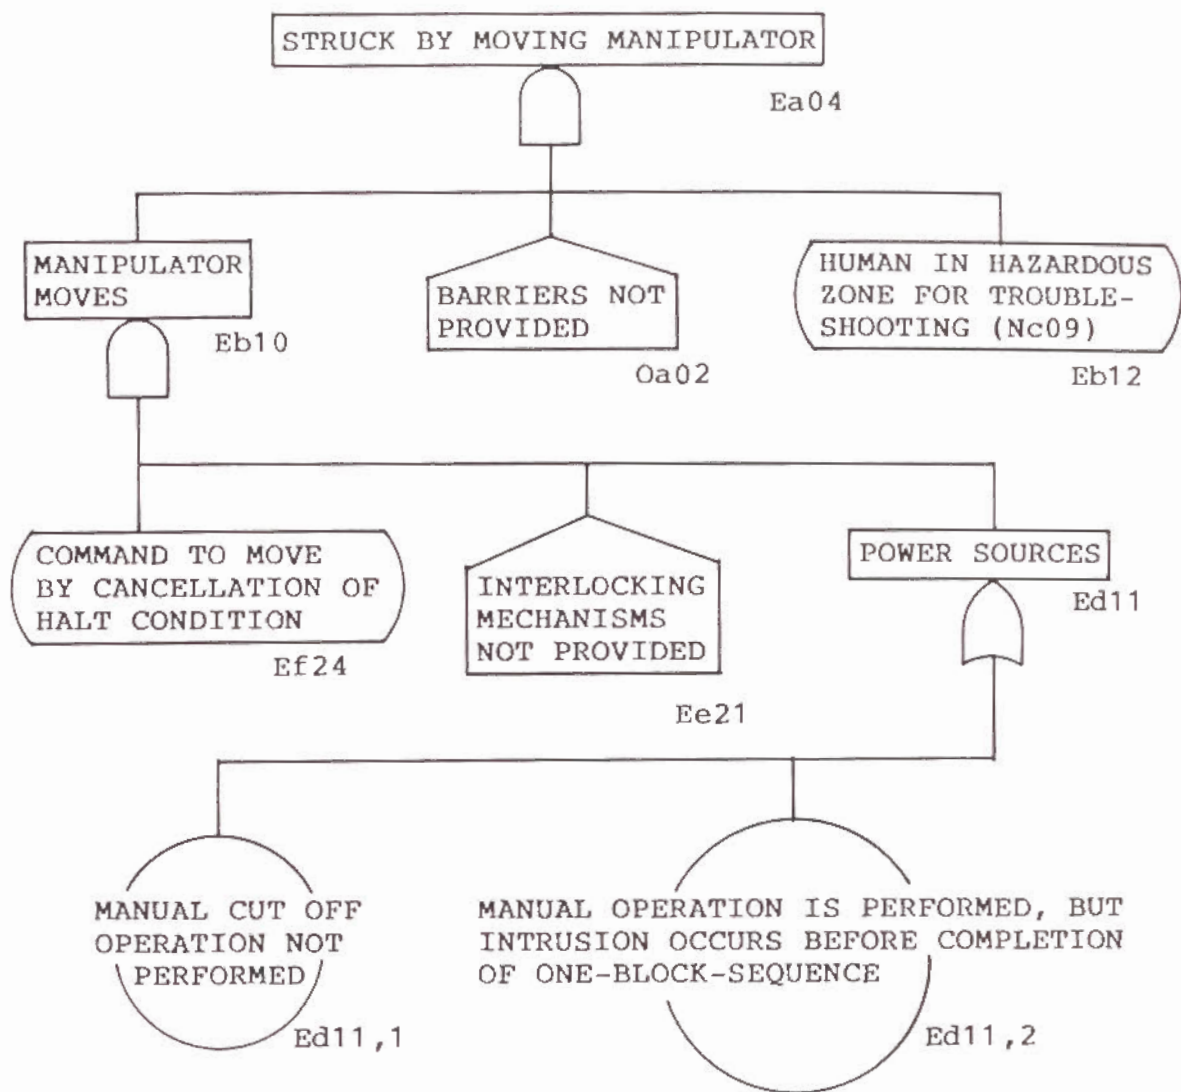 STRUCK BY MOVING MANIPULATOR
Ea04
MANIPULATOR
MOVES
Eb10
BARRIERS NOT
PROVIDED
Oa02
HUMAN IN HAZARDOUS
ZONE FOR TROUBLE-
SHOOTING (Nc09)
Eb12
COMMAND TO MOVE
BY CANCELLATION OF
HALT CONDITION
Ef24
INTERLOCKING
MECHANISMS
NOT PROVIDED
Ee21
POWER SOURCES
Ed11
MANUAL CUT OFF
OPERATION NOT
PERFORMED
Ed11,1
MANUAL OPERATION IS PERFORMED, BUT
INTRUSION OCCURS BEFORE COMPLETION
OF ONE-BLOCK-SEQUENCE
Ed11,2